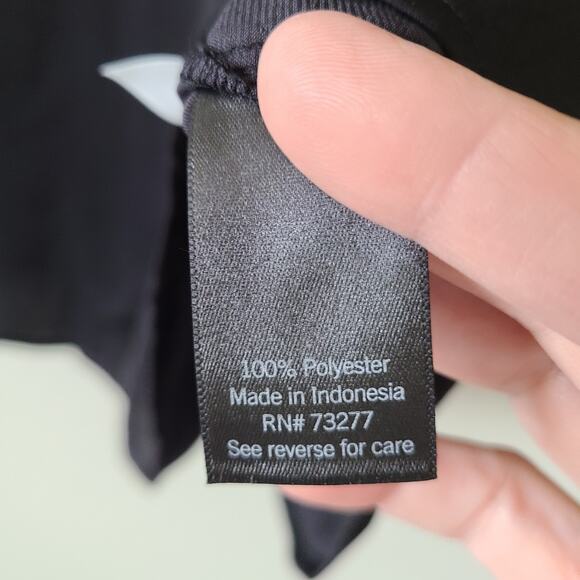 100% Polyester
Made in Indonesia
RN# 73277
See reverse for care